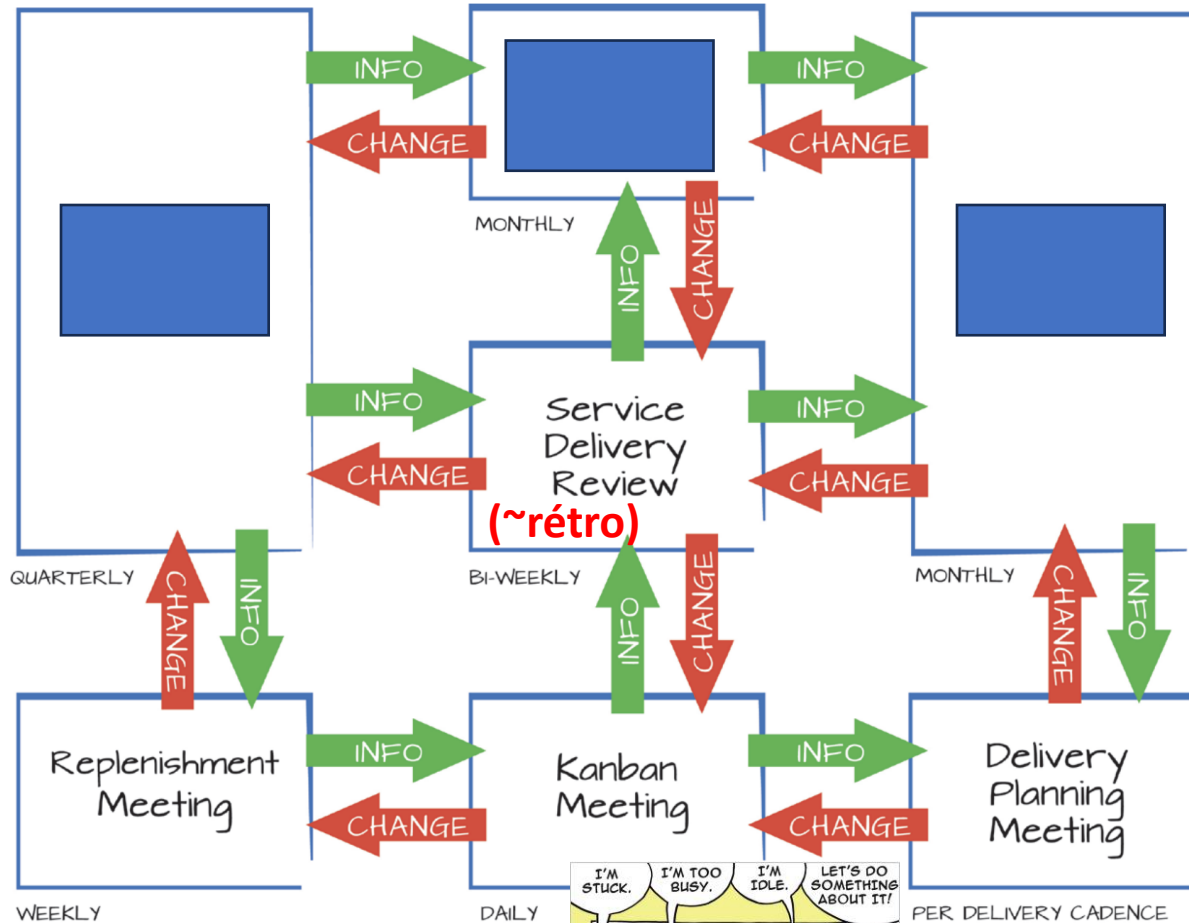 INFO
INFO
CHANGE
CHANGE
MONTHLY
INFO
CHANGE
INFO
INFO
Service
Delivery
Review
(~rétro)
CHANGE
CHANGE
QUARTERLY
BI-WEEKLY
MONTHLY
CHANGE
INFO
INFO
CHANGE
CHANGE
INFO
Replenishment
Meeting
INFO
CHANGE
Kanban
Meeting
INFO
CHANGE
Delivery
Planning
Meeting
I'M
STUCK.
I'M TOO
BUSY.
I'M
IDLE.
LET'S DO
SOMETHING
ABOUT IT!
WEEKLY
DAILY
PER DELIVERY CADENCE